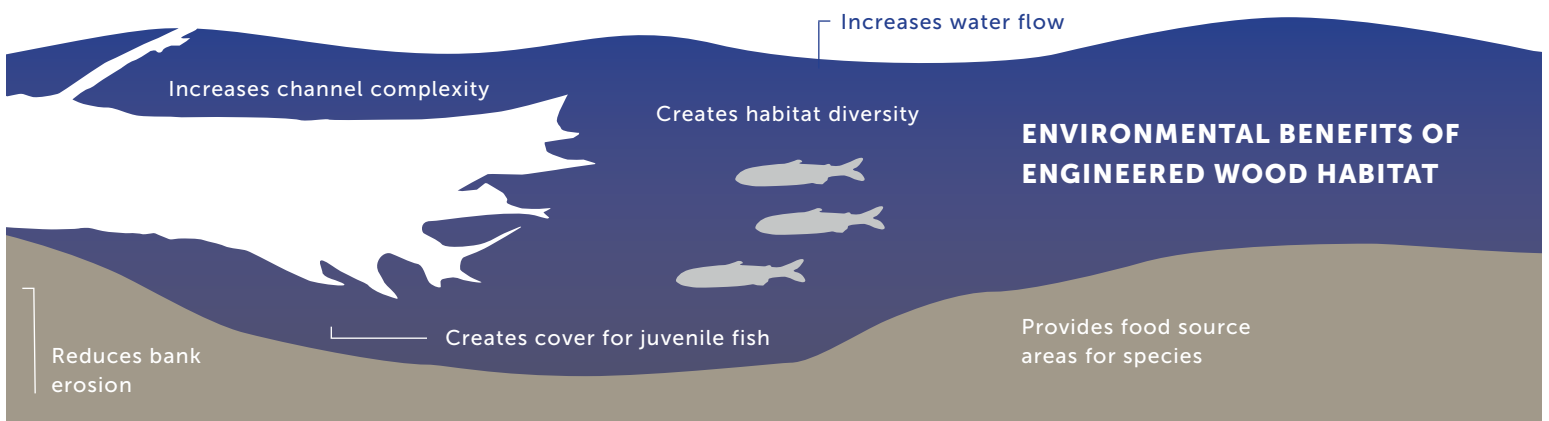 Increases water flow
Increases channel complexity
Creates habitat diversity
ENVIRONMENTAL BENEFITS OF
ENGINEERED WOOD HABITAT
Creates cover for juvenile fish
Reduces bank
erosion
Provides food source
areas for species